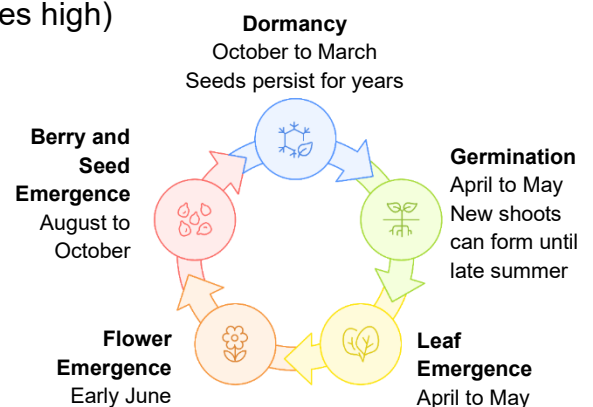 es high)
Dormancy
October to March
Seeds persist for years
Germination
April to May
New shoots
can form until
late summer
Leaf
Emergence
April to May
Flower
Emergence
Early June
Berry and
Seed
Emergence
August to
October